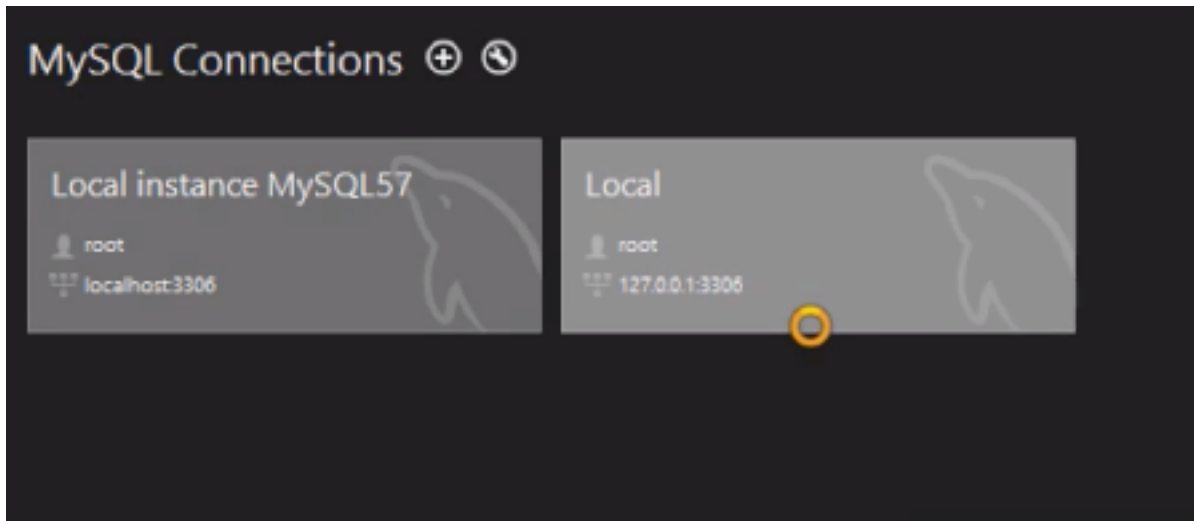 MySQL Connections
Local instance MySQL57
root
localhost:3306
Local
root
127.0.0.1:3306